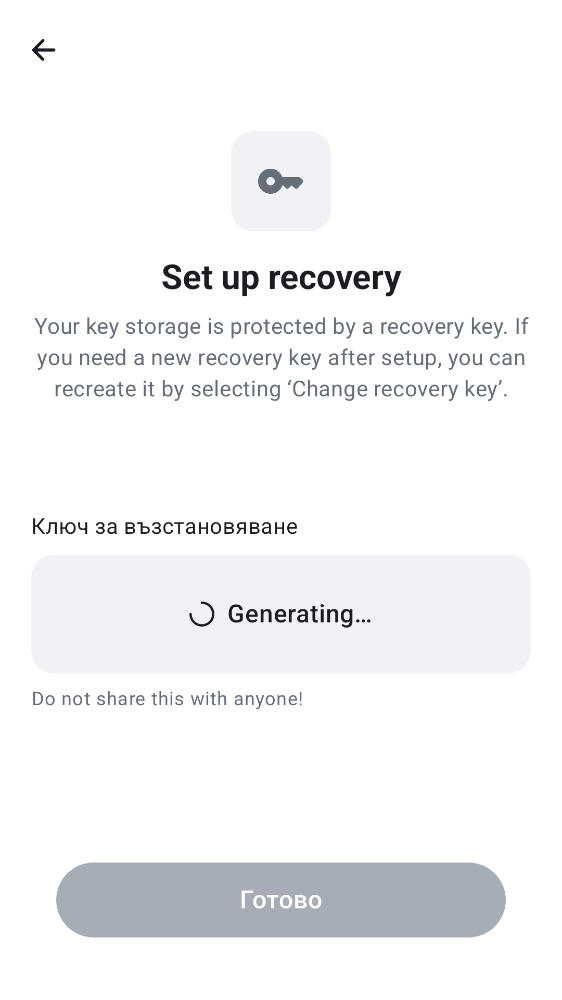 Set up recovery
Your key storage is protected by a recovery key. If
you need a new recovery key after setup, you can
recreate it by selecting ‘Change recovery key’.
Ключ за възстановяване
Generating…
Do not share this with anyone!
Готово